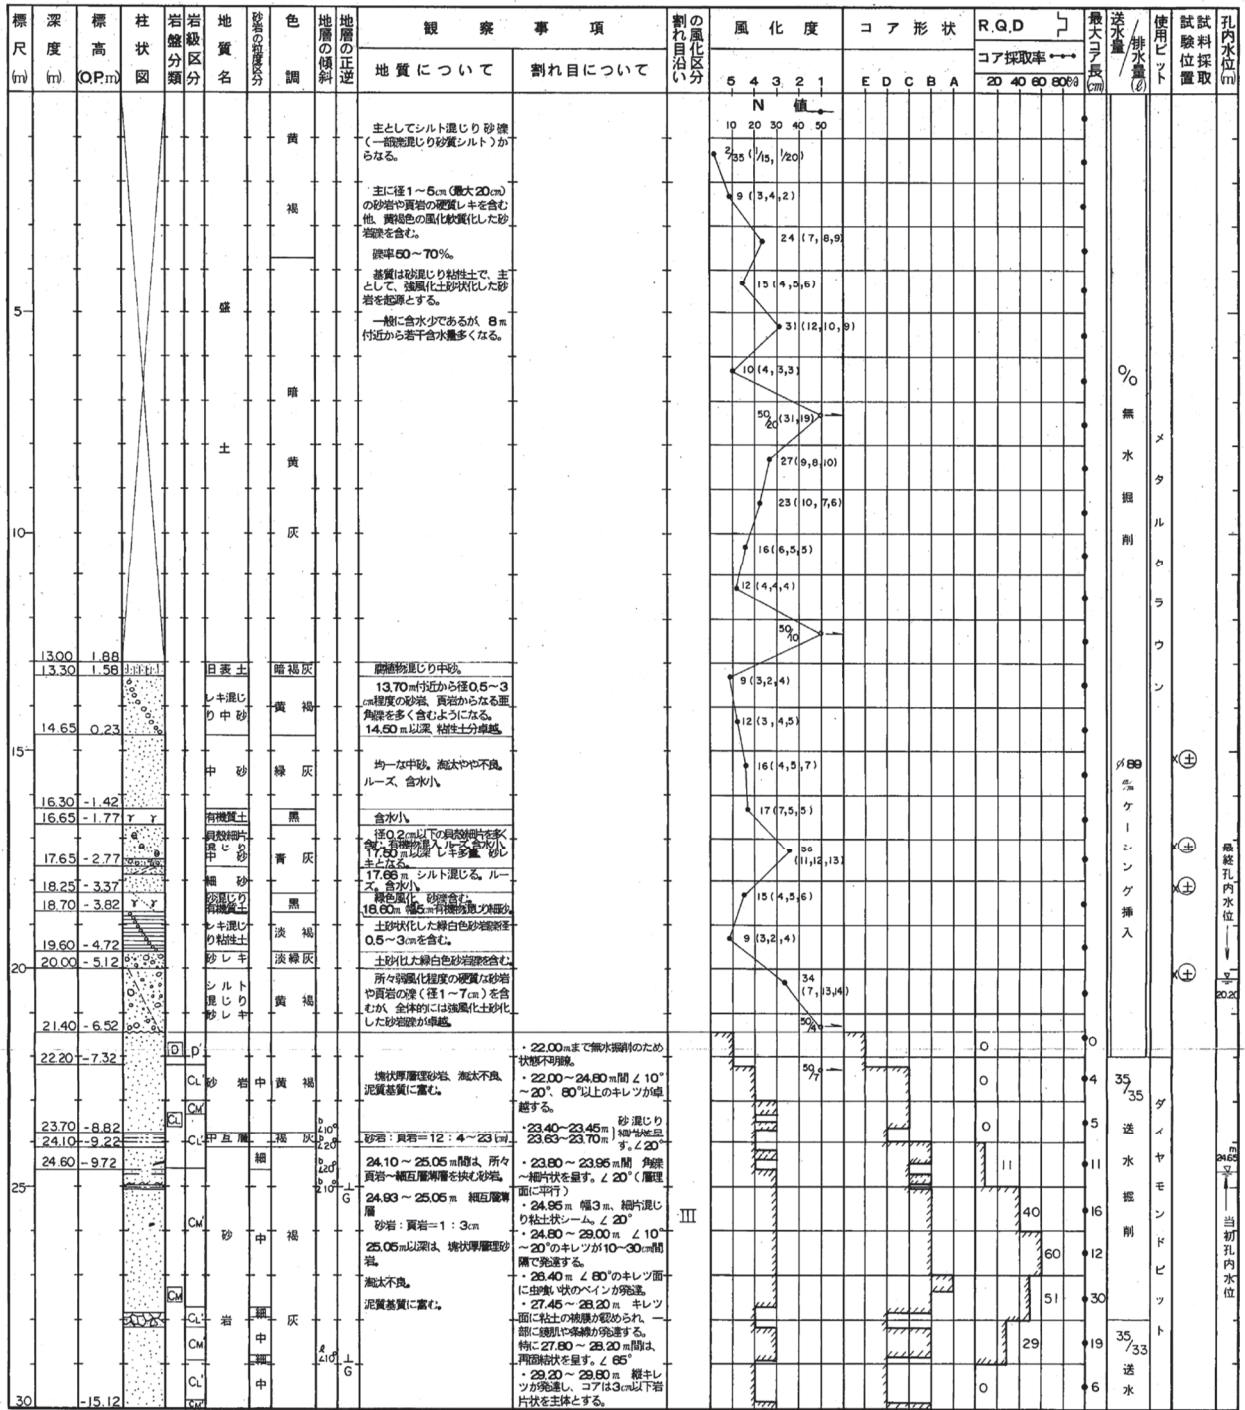 標尺(m)
深度(m)
標高(O.P.m)
柱状図
岩盤分類
岩級区分
地質名
砂岩の粒度区分
色調
地層の傾斜
地層の正逆
観察事項
地質について
割れ目について
割れ目沿いの風化区分
風化度
5 4 3 2 1
N値
10 20 30 40 50
コア形状
E D C B A
R.Q.D
コア採取率
20 40 60 80
最大コア長(cm)
送水量/排水量(ℓ)
使用ビット
試験位置
試料採取
孔内水位(m)
5
10
15
20
25
30
13.00 1.88
13.30 1.58
14.65 0.23
16.30 -1.42
16.65 -1.77
17.65 -2.77
18.25 -3.37
18.70 -3.82
19.60 -4.72
20.00 -5.12
21.40 -6.52
22.20 -7.32
23.70 -8.82
24.10 -9.22
24.60 -9.72
-15.12
盛土
黄褐
暗黄灰
主としてシルト混じり砂礫
(一部礫混じり砂質シルト)か
らなる。
主に径1〜5cm(最大20cm)
の砂岩や頁岩の硬質レキを含む
他、黄褐色の風化軟質化した砂
岩礫を含む。
礫率50〜70%。
基質は砂混じり粘性土で、主
として、強風化土砂状化した砂
岩を起源とする。
一般に含水少であるが、8m
付近から若干含水量多くなる。
旧表土 暗褐灰
腐植物混じり中砂。
レキ混じり中砂 黄褐
13.70m付近から径0.5〜3
cm程度の砂岩、頁岩からなる亜
角礫を多く含むようになる。
14.50m以深、粘性土分卓越。
中砂 緑灰
均一な中砂。淘汰やや不良。
ルーズ、含水小。
有機質土 黒
含水小。
貝殻細片混じり中砂 青灰
径0.2cm以下の貝殻細片を多く
含む。有機物混入 ルーズ 含水小。
17.50m以深 レキ多量 砂レ
キとなる。
細砂
17.66m シルト混じる。ルー
ズ。含水小。
砂混じり有機質土 黒
緑色風化 砂礫含む。
18.60m 幅5cm有機物混じり細砂。
レキ混じり粘性土 淡褐
土砂状化した緑白色砂岩礫径
0.5〜3cmを含む。
砂レキ 淡緑灰
土砂化した緑白色砂岩礫を含む。
シルト混じり砂レキ 黄褐
所々弱風化程度の硬質な砂岩
や頁岩の礫(径1〜7cm)を含
むが、全体的には強風化土砂化
した砂岩礫が卓越。
D D'
CL' 砂岩 中 黄褐
CM'
CL
CL' 中互層 褐灰
細
CM' 砂岩 中 褐灰
CM
CL' 細
CM' 中
細
CL' 中
CM'
塊状厚層理砂岩、淘汰不良、
泥質基質に富む。
砂岩:頁岩=12:4〜23cm
24.10〜25.05m間は、所々
頁岩〜細互層薄層を挟む砂岩。
24.93〜25.05m 細互層薄
層
砂岩:頁岩=1:3cm
25.05m以深は、塊状厚層理砂
岩。
淘汰不良。
泥質基質に富む。
・22.00mまで無水掘削のため
状態不明瞭。
・22.00〜24.80m間∠10°
〜20°、80°以上のキレツが卓
越する。
・23.40〜23.45m
23.63〜23.70m
砂混じり
細片状を呈
す。∠20°
・23.80〜23.95m間 角礫
〜細片状を呈す。∠20°(層理
面に平行)
・24.95m 幅3m、細片混じ
り粘土状シーム。∠20°
・24.80〜29.00m ∠10°
〜20°のキレツが10〜30cm間
隔で発達する。
・26.40m ∠80°のキレツ面
に虫喰い状のベインが発達。
・27.45〜28.20m キレツ
面に粘土の被膜が認められ、一
部に鏡肌や条線が発達する。
特に27.80〜28.20m間は、
再固結状を呈す。∠65°
・29.20〜29.80m 縦キレ
ツが発達し、コアは3cm以下岩
片状を主体とする。
∠10°
∠20°
∠20°
∠10°
G
∠10°
G
III
2/35 (1/15, 1/20)
9 (3,4,2)
24 (7,8,9)
15 (4,5,6)
31 (12,10,9)
10 (4,3,3)
50/20 (31,19)
27 (9,8,10)
23 (10,7,6)
16 (6,5,5)
12 (4,4,4)
50/10
9 (3,2,4)
12 (3,4,5)
16 (4,5,7)
17 (7,5,5)
(11,12,13)
15 (4,5,6)
9 (3,2,4)
34
(7,13,14)
50/4
50/7
0
0
0
11
40
60
51
29
0
0
4
5
11
16
12
30
19
6
0/0
無水掘削
φ89 m/m ケーシング挿入
35/35
送水掘削
35/33
送水
メタルクラウン
ダイヤモンドビット
土
土
土
土
最終孔内水位
20.20
24.65
当初孔内水位